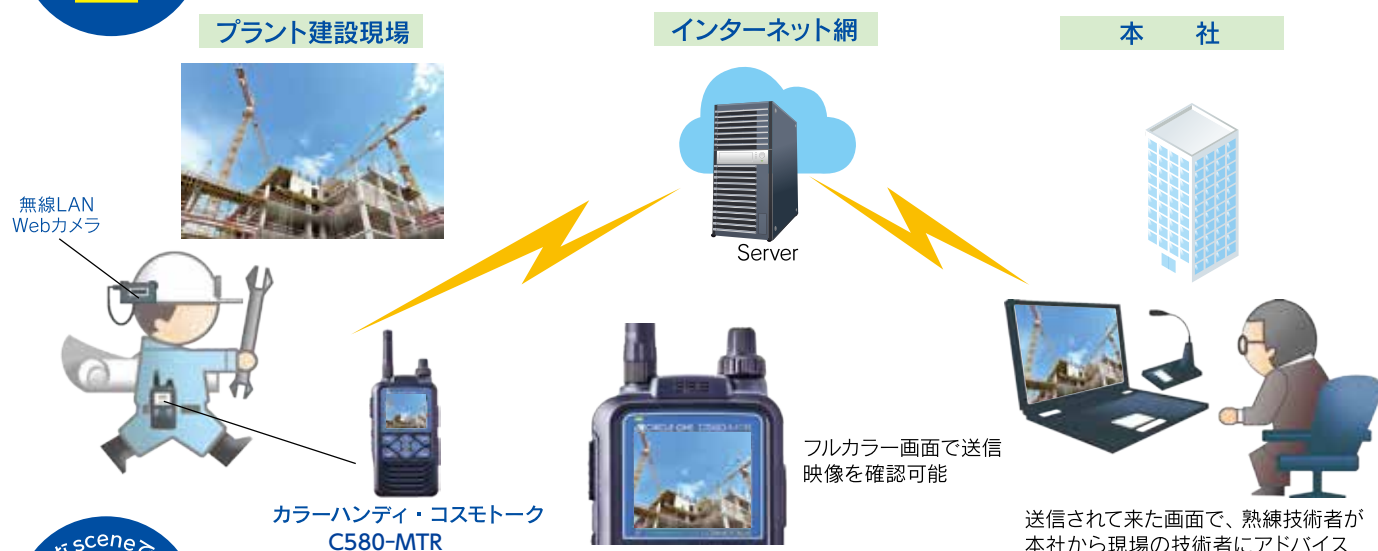 プラント建設現場
インターネット網
本 社
無線LAN
Webカメラ
Server
フルカラー画面で送信
映像を確認可能
カラーハンディ・コスモトーク
C580-MTR
送信されて来た画面で、熟練技術者が
本社から現場の技術者にアドバイス
scene